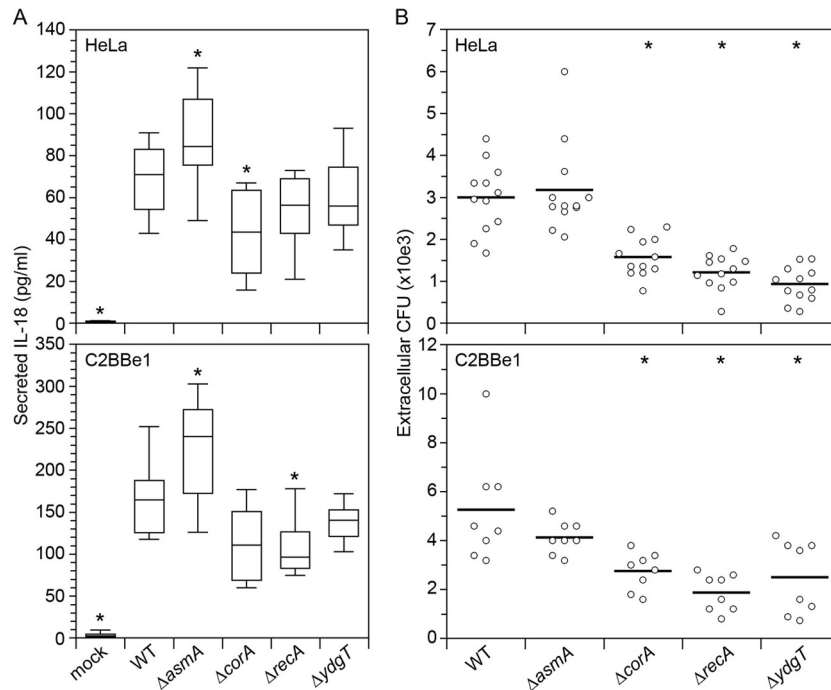 A
B
HeLa
*
*
*
140
120
100
80
60
40
20
0
C2BBe1
*
*
*
350
300
250
200
150
100
50
0
Secreted IL-18 (pg/ml)
mock
WT
ΔasmA
ΔcorA
ΔrecA
ΔydgT
HeLa
* * *
7
6
5
4
3
2
1
0
C2BBe1
* * *
12
10
8
6
4
2
0
Extracellular CFU (x10e3)
WT
ΔasmA
ΔcorA
ΔrecA
ΔydgT